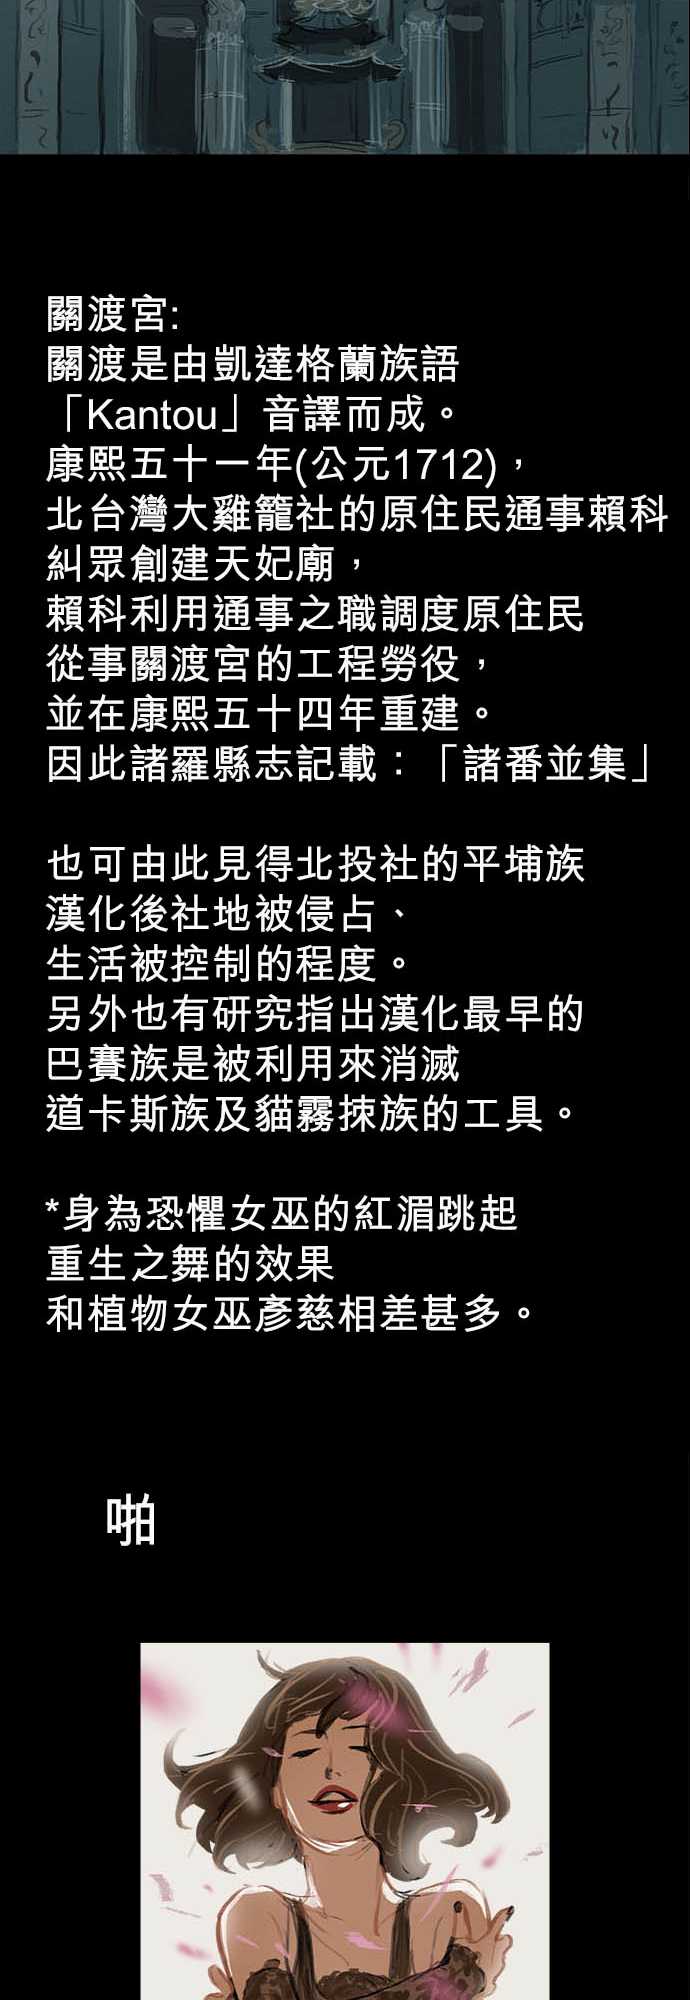 關渡宮:
關渡是由凱達格蘭族語
「Kantou」音譯而成。
康熙五十一年(公元1712)，
北台灣大雞籠社的原住民通事賴科
糾眾創建天妃廟，
賴科利用通事之職調度原住民
從事關渡宮的工程勞役，
並在康熙五十四年重建。
因此諸羅縣志記載：「諸番並集」
也可由此見得北投社的平埔族
漢化後社地被侵占、
生活被控制的程度。
另外也有研究指出漢化最早的
巴賽族是被利用來消滅
道卡斯族及貓霧拺族的工具。
*身為恐懼女巫的紅湄跳起
重生之舞的效果
和植物女巫彥慈相差甚多。
啪